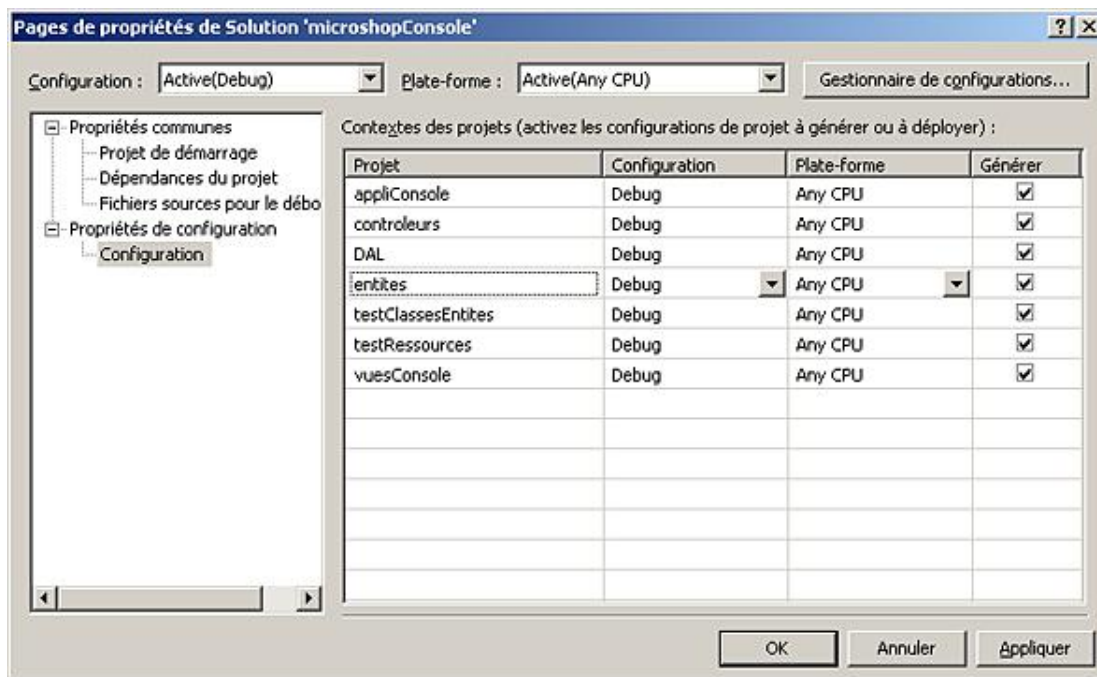 Pages de propriétés de Solution 'microshopConsole'
Configuration : Active(Debug) Plate-forme : Active(Any CPU) Gestionnaire de configurations...
Propriétés communes
Projet de démarrage
Dépendances du projet
Fichiers sources pour le débo
Propriétés de configuration
Configuration
Contextes des projets (activez les configurations de projet à générer ou à déployer) :
Projet Configuration Plate-forme Générer
appliConsole Debug Any CPU
controleurs Debug Any CPU
DAL Debug Any CPU
entites Debug Any CPU
testClassesEntites Debug Any CPU
testRessources Debug Any CPU
vuesConsole Debug Any CPU
OK Annuler Appliquer